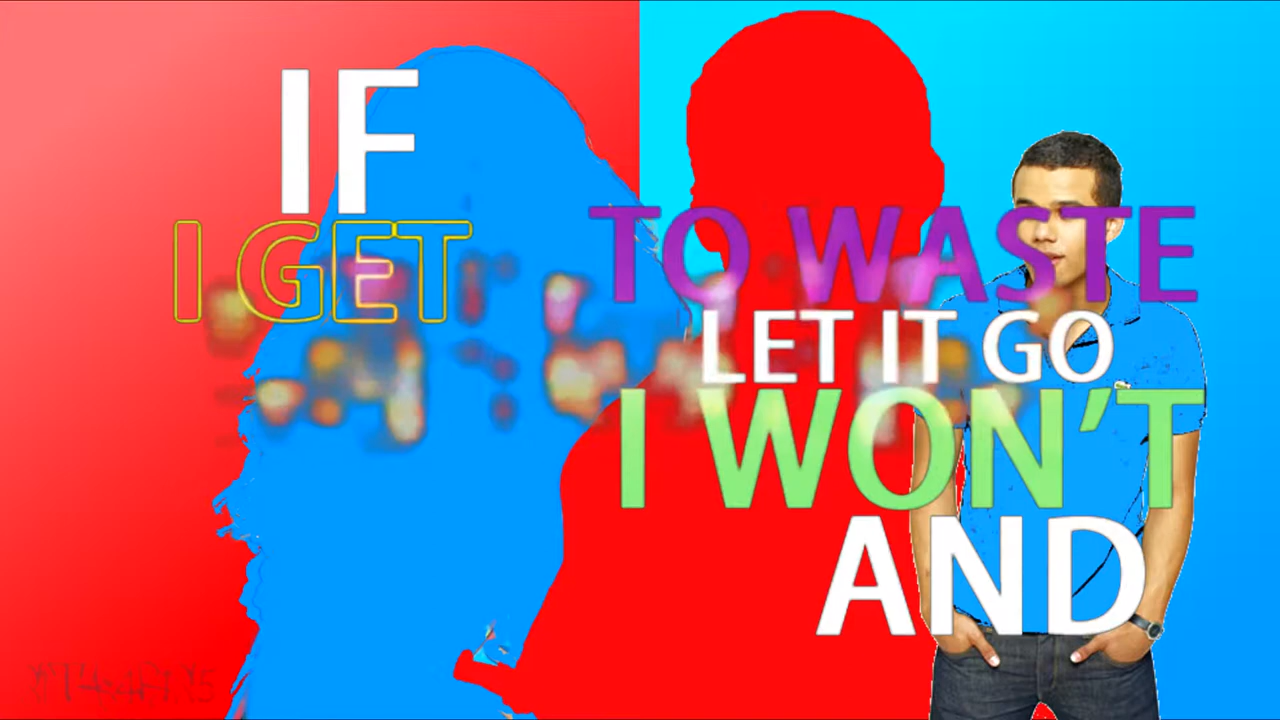 IF
I GET
TO WASTE
LET IT GO
I WON'T
AND